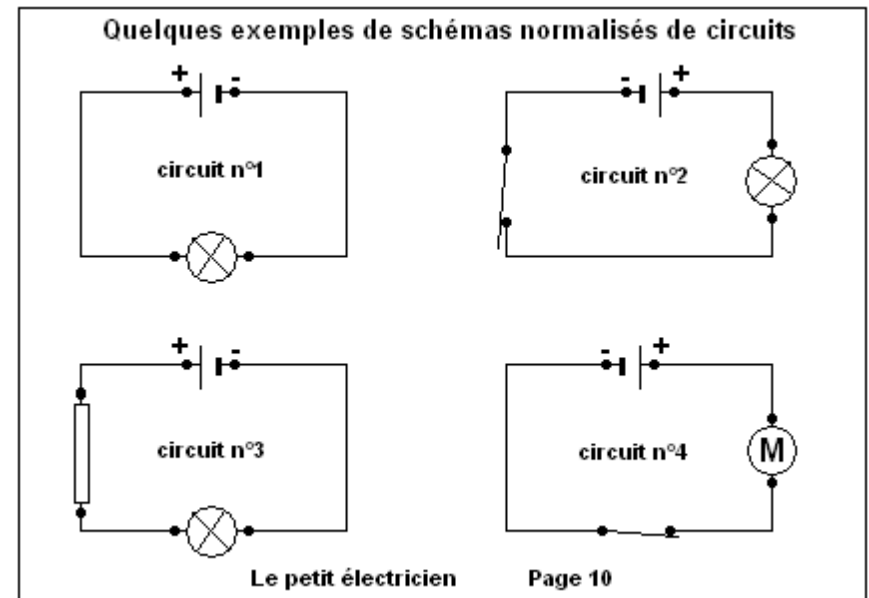 Quelques exemples de schémas normalisés de circuits
+ -
circuit n°1
- +
circuit n°2
+ -
circuit n°3
- +
circuit n°4
M
Le petit électricien Page 10